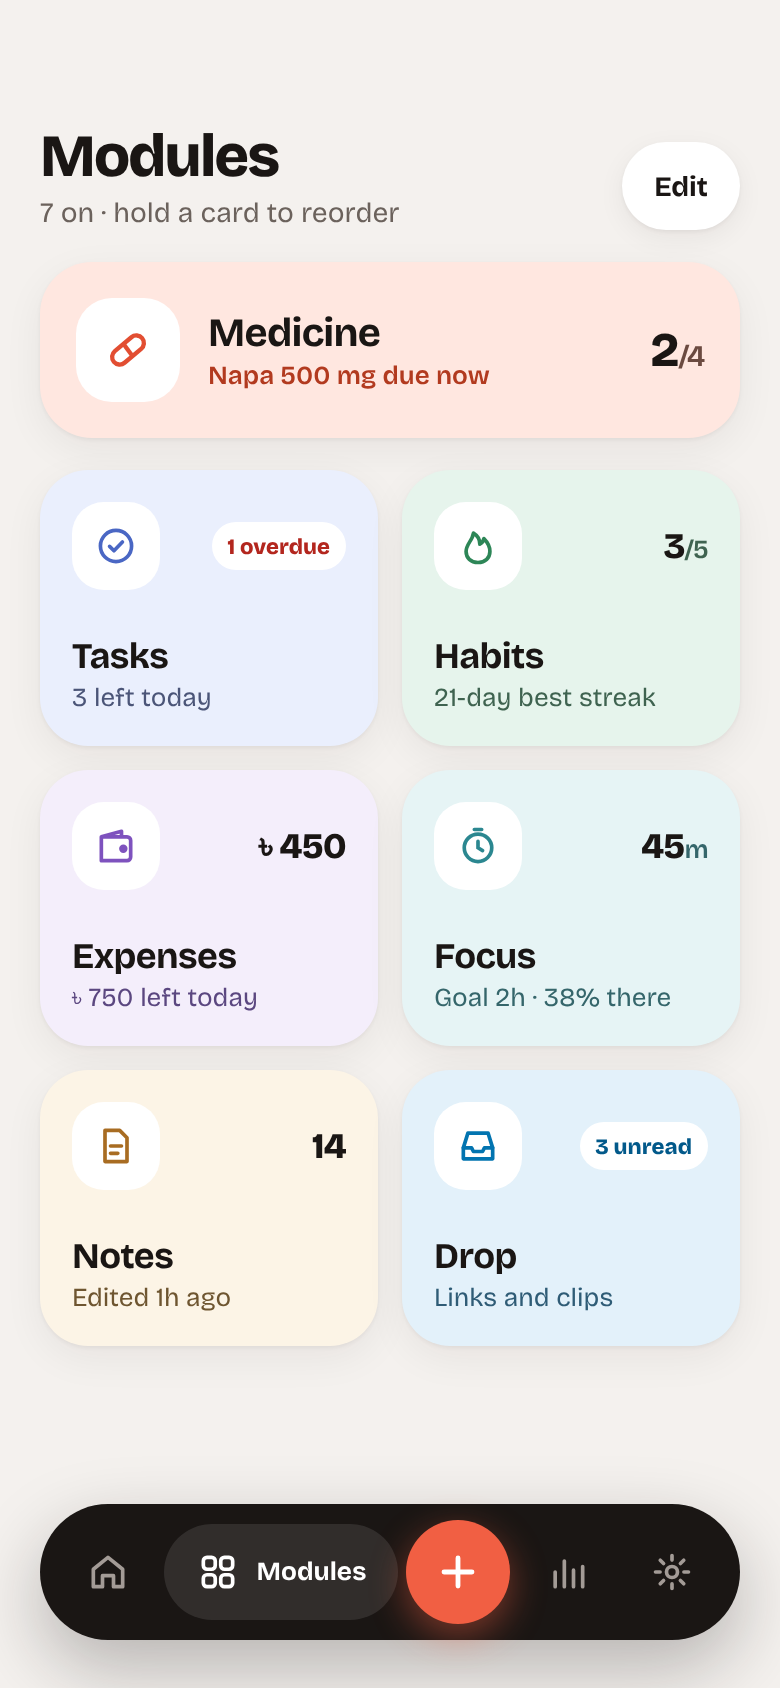 Modules
7 on · hold a card to reorder
Edit
Medicine
Napa 500 mg due now
2/4
1 overdue
Tasks
3 left today
3/5
Habits
21-day best streak
৳ 450
Expenses
৳ 750 left today
45m
Focus
Goal 2h · 38% there
14
Notes
Edited 1h ago
3 unread
Drop
Links and clips
Modules